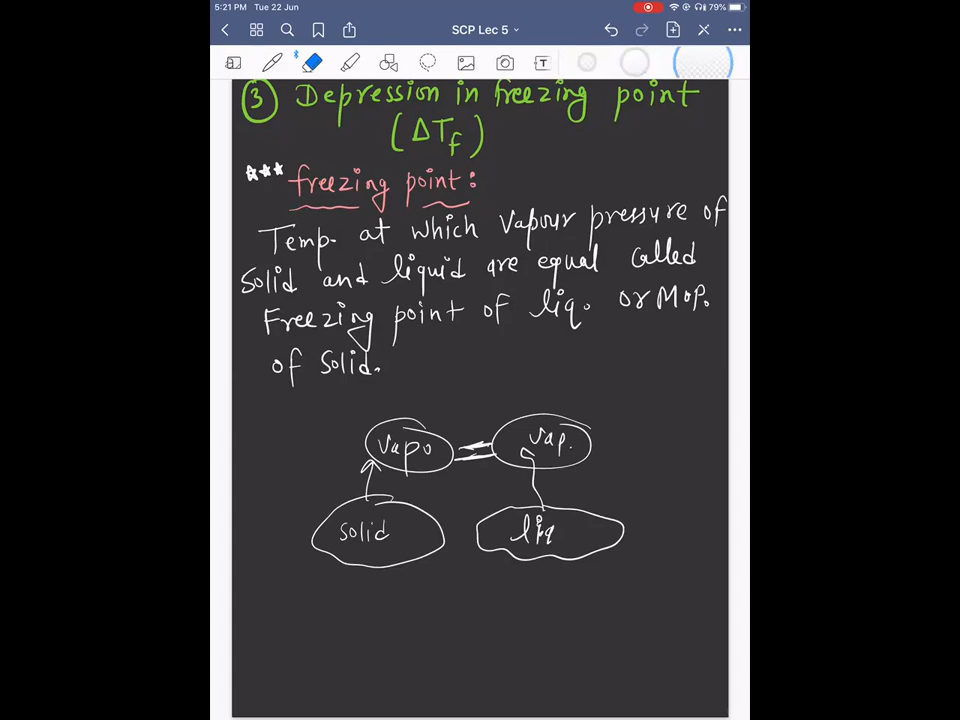 5:21 PM Tue 22 Jun 79%
SCP Lec 5
③ Depression in freezing point
(ΔTf)
*** freezing point:
Temp. at which Vapour pressure of
Solid and liquid are equal called
Freezing point of liq. or M.P.
of Solid.
Vap. Vap.
Solid liq